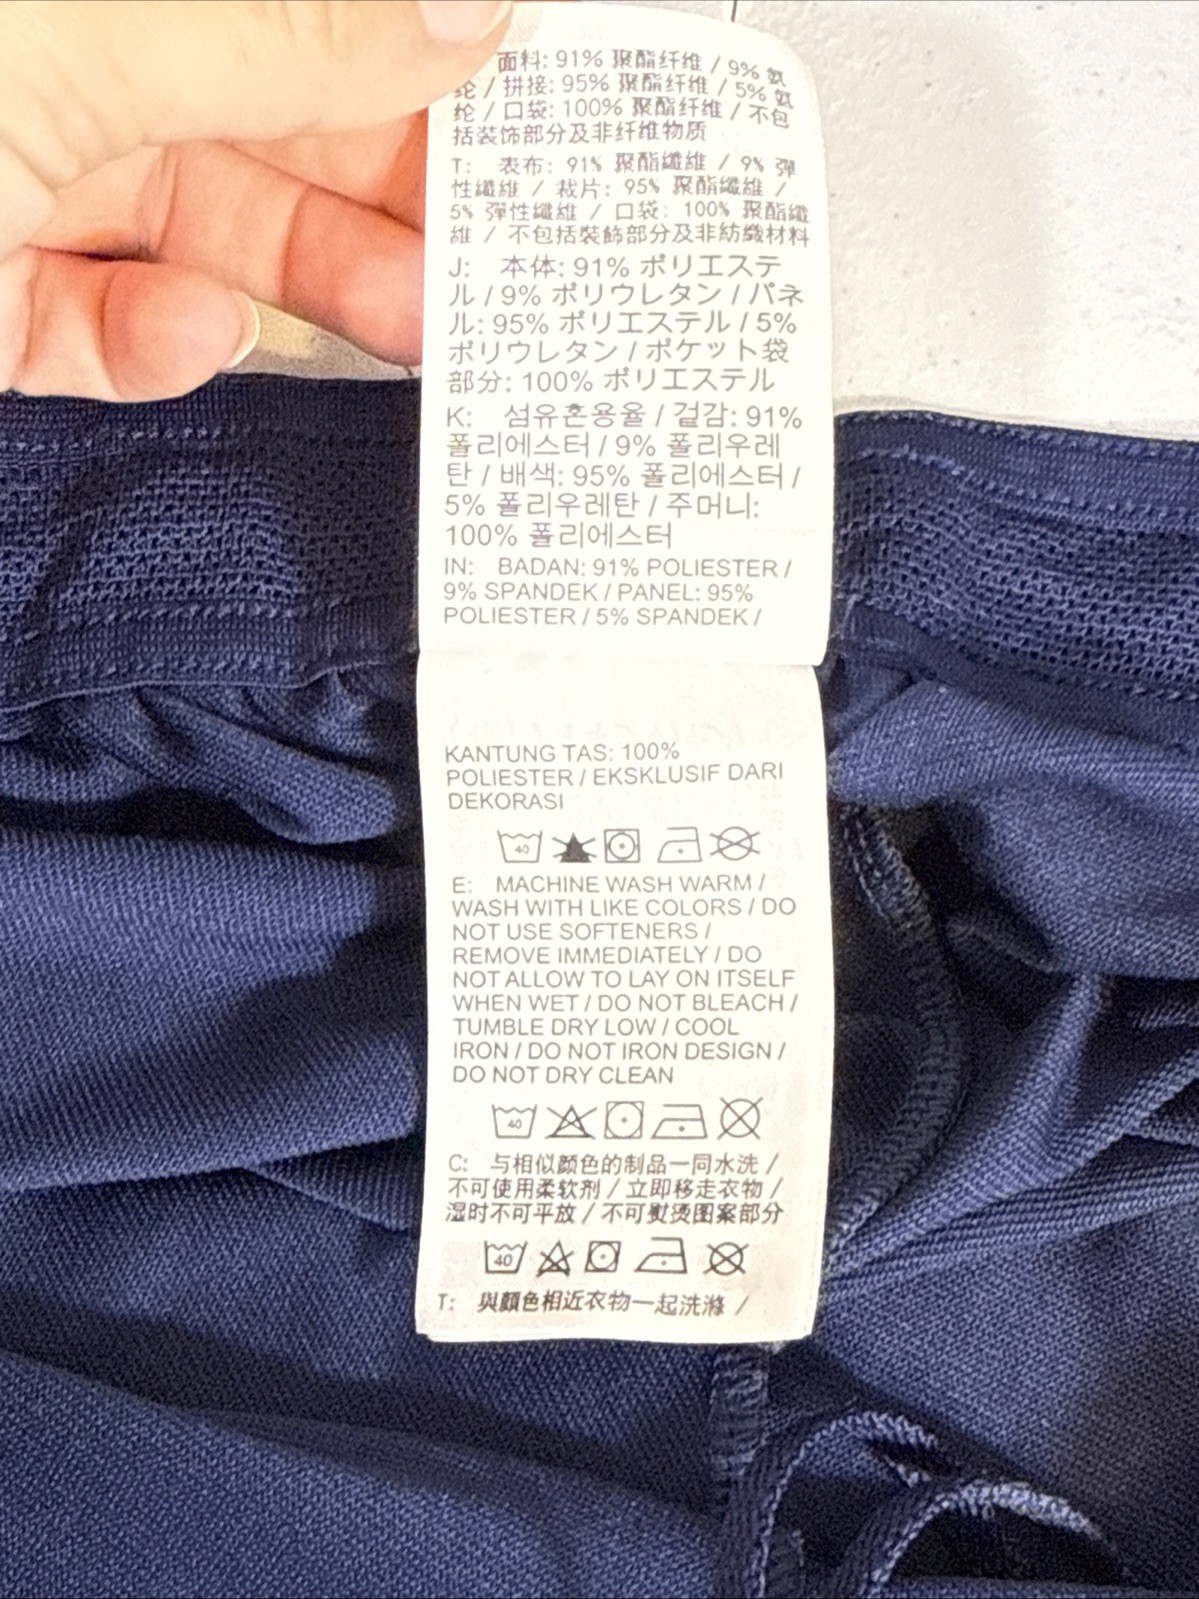 面料: 91% 聚酯纤维 / 9% 氨
纶 / 拼接: 95% 聚酯纤维 / 5% 氨
纶 / 口袋: 100% 聚酯纤维 / 不包
括装饰部分及非纤维物质
T: 表布: 91% 聚酯纖維 / 9% 彈
性纖維 / 裁片: 95% 聚酯纖維 /
5% 彈性纖維 / 口袋: 100% 聚酯纖
維 / 不包括裝飾部分及非紡織材料
J: 本体: 91% ポリエステ
ル / 9% ポリウレタン / パネ
ル: 95% ポリエステル / 5%
ポリウレタン / ポケット袋
部分: 100% ポリエステル
K: 섬유혼용율 / 겉감: 91%
폴리에스터 / 9% 폴리우레
탄 / 배색: 95% 폴리에스터 /
5% 폴리우레탄 / 주머니:
100% 폴리에스터
IN: BADAN: 91% POLIESTER /
9% SPANDEK / PANEL: 95%
POLIESTER / 5% SPANDEK /
KANTUNG TAS: 100%
POLIESTER / EKSKLUSIF DARI
DEKORASI
40
E: MACHINE WASH WARM /
WASH WITH LIKE COLORS / DO
NOT USE SOFTENERS /
REMOVE IMMEDIATELY / DO
NOT ALLOW TO LAY ON ITSELF
WHEN WET / DO NOT BLEACH /
TUMBLE DRY LOW / COOL
IRON / DO NOT IRON DESIGN /
DO NOT DRY CLEAN
40
C: 与相似颜色的制品一同水洗 /
不可使用柔软剂 / 立即移走衣物 /
湿时不可平放 / 不可熨烫图案部分
40
T: 與顏色相近衣物一起洗滌 /